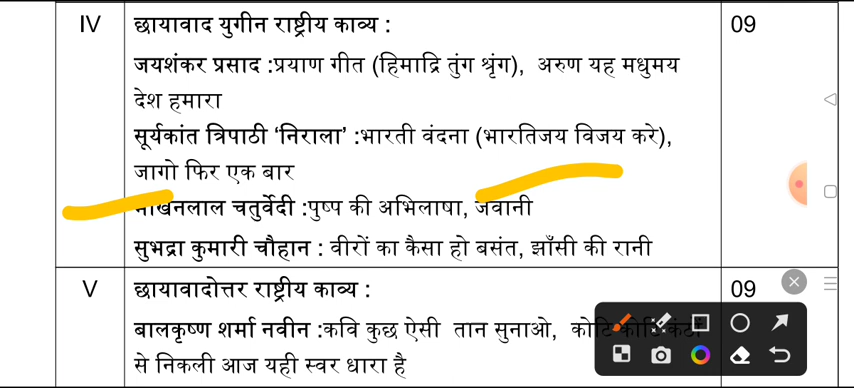 IV छायावाद युगीन राष्ट्रीय काव्य : 09
जयशंकर प्रसाद :प्रयाण गीत (हिमाद्रि तुंग श्रृंग), अरुण यह मधुमय
देश हमारा
सूर्यकांत त्रिपाठी ‘निराला’ :भारती वंदना (भारतिजय विजय करे),
जागो फिर एक बार
माखनलाल चतुर्वेदी :पुष्प की अभिलाषा, जवानी
सुभद्रा कुमारी चौहान : वीरों का कैसा हो बसंत, झाँसी की रानी
V छायावादोत्तर राष्ट्रीय काव्य : 09
बालकृष्ण शर्मा नवीन :कवि कुछ ऐसी तान सुनाओ, कोटि कोटि कंठों
से निकली आज यही स्वर धारा है